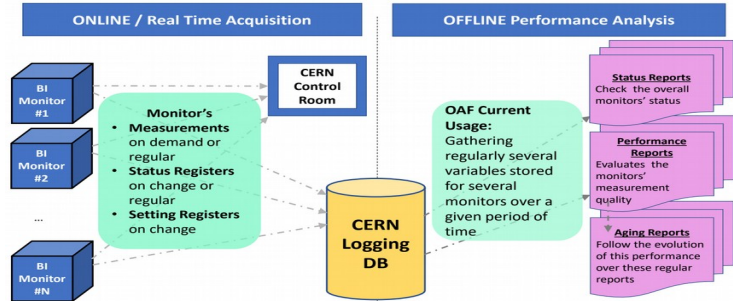 ONLINE / Real Time Acquisition
OFFLINE Performance Analysis
BI
Monitor
#1
BI
Monitor
#2
...
BI
Monitor
#N
Monitor's
• Measurements
on demand or
regular
• Status Registers
on change or
regular
• Setting Registers
on change
CERN
Control
Room
CERN
Logging
DB
OAF Current
Usage:
Gathering
regularly several
variables stored
for several
monitors over a
given period of
time
Status Reports
Check the overall
monitors' status
Performance
Reports
Evaluates the
monitors'
measurement
quality
Aging Reports
Follow the evolution
of this performance
over these regular
reports